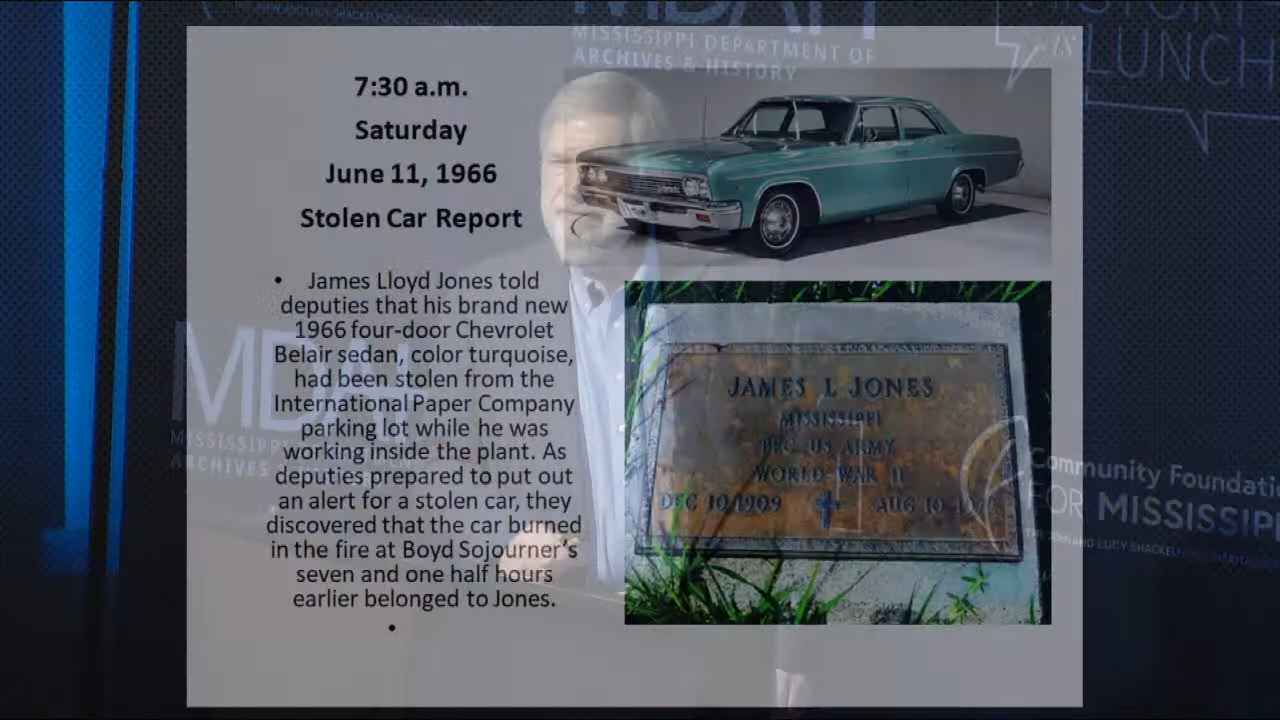 MISSISSIPPI DEPARTMENT OF
ARCHIVES & HISTORY
LUNCH
7:30 a.m.
Saturday
June 11, 1966
Stolen Car Report
• James Lloyd Jones told
deputies that his brand new
1966 four-door Chevrolet
Belair sedan, color turquoise,
had been stolen from the
International Paper Company
parking lot while he was
working inside the plant. As
deputies prepared to put out
an alert for a stolen car, they
discovered that the car burned
in the fire at Boyd Sojourner’s
seven and one half hours
earlier belonged to Jones.
•
JAMES L JONES
MISSISSIPPI
PFC US ARMY
WORLD WAR II
DEC 10 1909 AUG 10
Community Foundati
FOR MISSISSIP